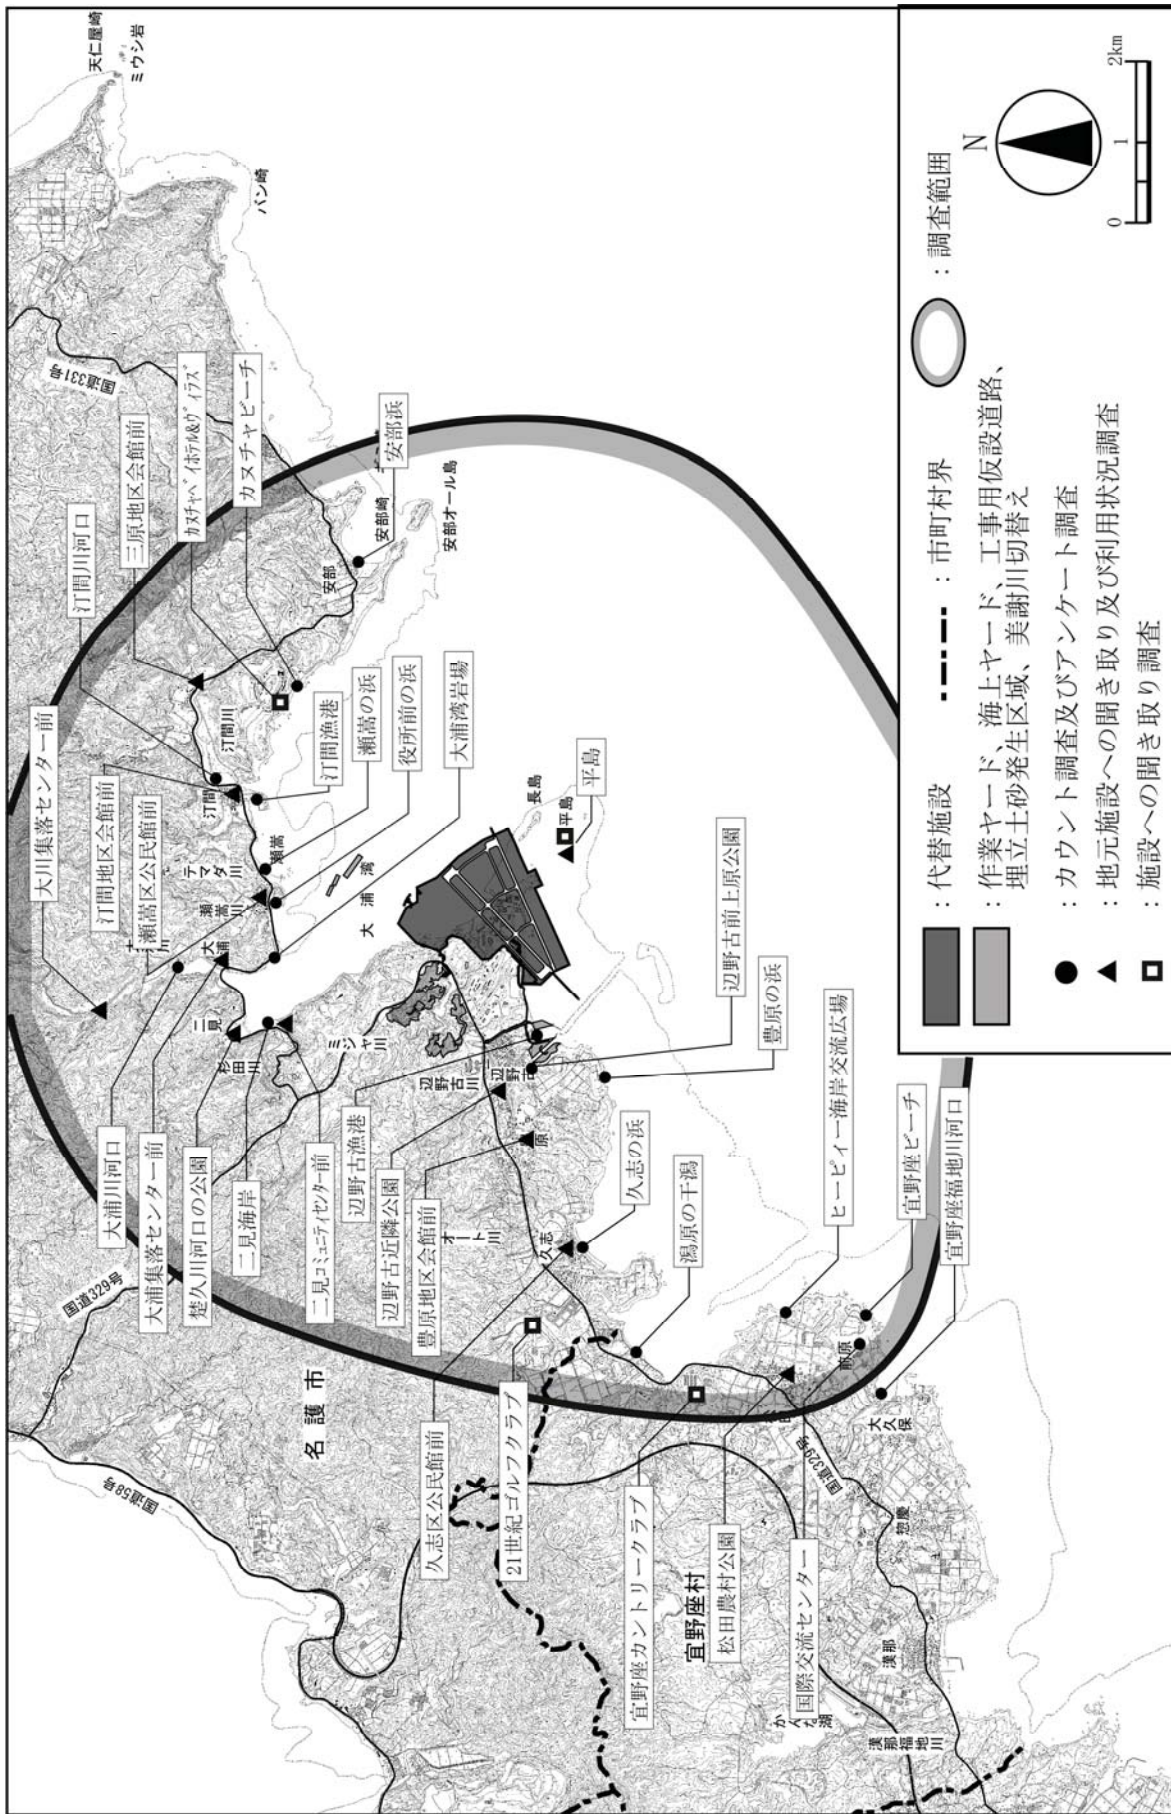 天仁屋崎
ミウシ岩
バン崎
国道331号
三原地区会館前
カヌチャベイホテル&ヴィラズ
カヌチャビーチ
安部浜
汀間川河口
安部
安部崎
安部オール島
大川集落センター前
汀間地区会館前
瀬嵩区公民館前
汀間川
汀間
汀間漁港
瀬嵩の浜
役所前の浜
大浦湾岩場
テマダ川
瀬嵩
瀬嵩川
大浦湾
長島
平島
平島
大浦
二見
杉田川
ミジャ川
辺野古川
辺野古
辺野古前上原公園
豊原の浜
大浦川河口
大浦集落センター前
楚久川河口の公園
二見海岸
二見コミュニティセンター前
辺野古漁港
辺野古近隣公園
豊原地区会館前
原
オート川
久志
久志の浜
潟原の干潟
ヒービィー海岸交流広場
宜野座ビーチ
宜野座福地川河口
国道329号
名護市
国道58号
久志区公民館前
21世紀ゴルフクラブ
宜野座カントリークラブ
宜野座村
松田農村公園
国際交流センター
前原
大久保
国道329号
惣慶
漢那
かんな湖
漢那福地川
：代替施設
：市町村界
：調査範囲
：作業ヤード、海上ヤード、工事用仮設道路、
埋立土砂発生区域、美謝川切替え
：カウント調査及びアンケート調査
：地元施設への聞き取り及び利用状況調査
：施設への聞き取り調査
N
0
1
2km